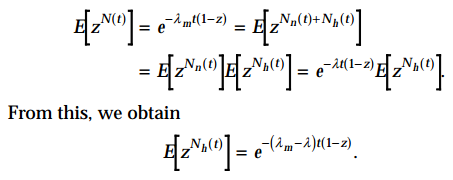 E[z^{N(t)}] = e^{-λ_m t(1-z)} = E[z^{N_n(t)+N_h(t)}]
= E[z^{N_n(t)}]E[z^{N_h(t)}] = e^{-λt(1-z)}E[z^{N_h(t)}].
From this, we obtain
E[z^{N_h(t)}] = e^{-(λ_m-λ)t(1-z)}.